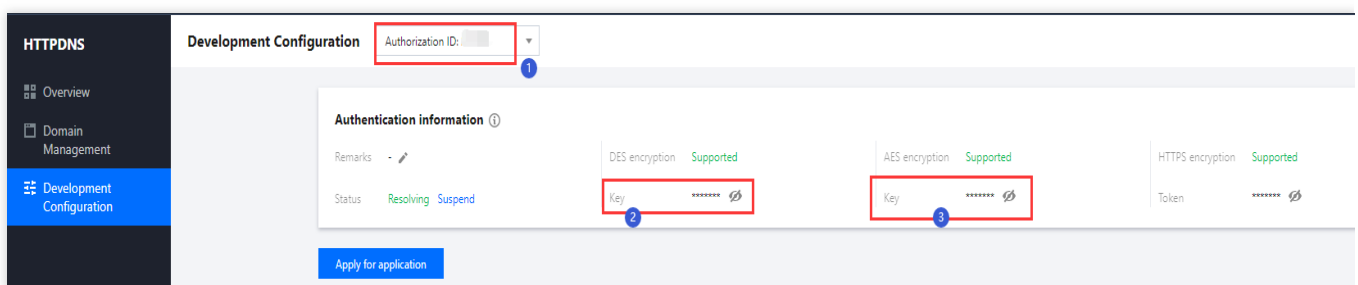 HTTPDNS
Overview
Domain
Management
Development
Configuration
Development Configuration
Authorization ID:
1
Authentication information
Remarks -
DES encryption Supported
AES encryption Supported
HTTPS encryption Supported
Status Resolving Suspend
Key *******
Key *******
Token *******
2
3
Apply for application